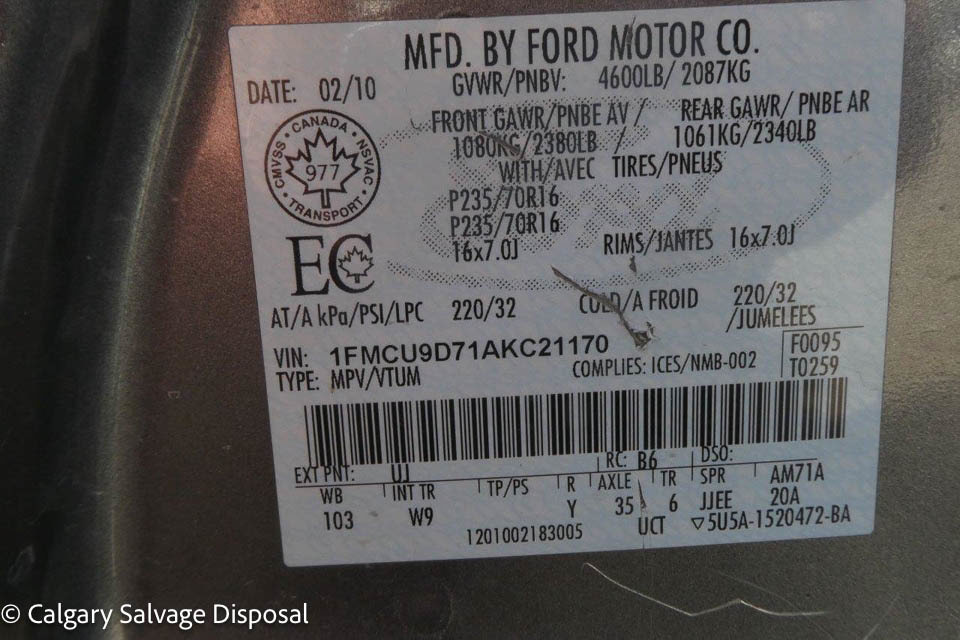 MFD. BY FORD MOTOR CO.
DATE: 02/10
GVWR/PNBV: 4600LB/ 2087KG
FRONT GAWR/PNBE AV / REAR GAWR/ PNBE AR
1080KG/2380LB / 1061KG/2340LB
WITH/AVEC TIRES/PNEUS
P235/70R16
P235/70R16
16x7.0J RIMS/JANTES 16x7.0J
CANADA
CMVSS NSVAC
977
TRANSPORT
EC
AT/A kPa/PSI/LPC 220/32 COLD/A FROID 220/32
/JUMELEES
VIN: 1FMCU9D71AKC21170
TYPE: MPV/VTUM
COMPLIES: ICES/NMB-002
F0095
T0259
EXT PNT: UJ RC: B6 DSO:
WB INT TR TP/PS R AXLE TR SPR AM71A
103 W9 Y 35 6 JJEE 20A
1201002183005 UCT ▽5U5A-1520472-BA
© Calgary Salvage Disposal